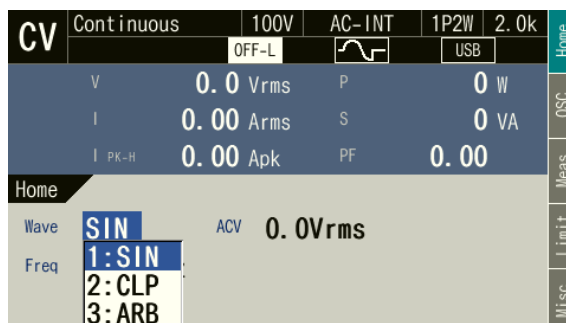 CV Continuous 100V AC-INT 1P2W 2.0k
OFF-L USB
V 0.0 Vrms P 0 W
I 0.00 Arms S 0 VA
I PK-H 0.00 Apk PF 0.00
Home
Wave SIN ACV 0.0Vrms
Freq 1:SIN
2:CLP
3:ARB
Home
OSC
Meas
Limit
Misc